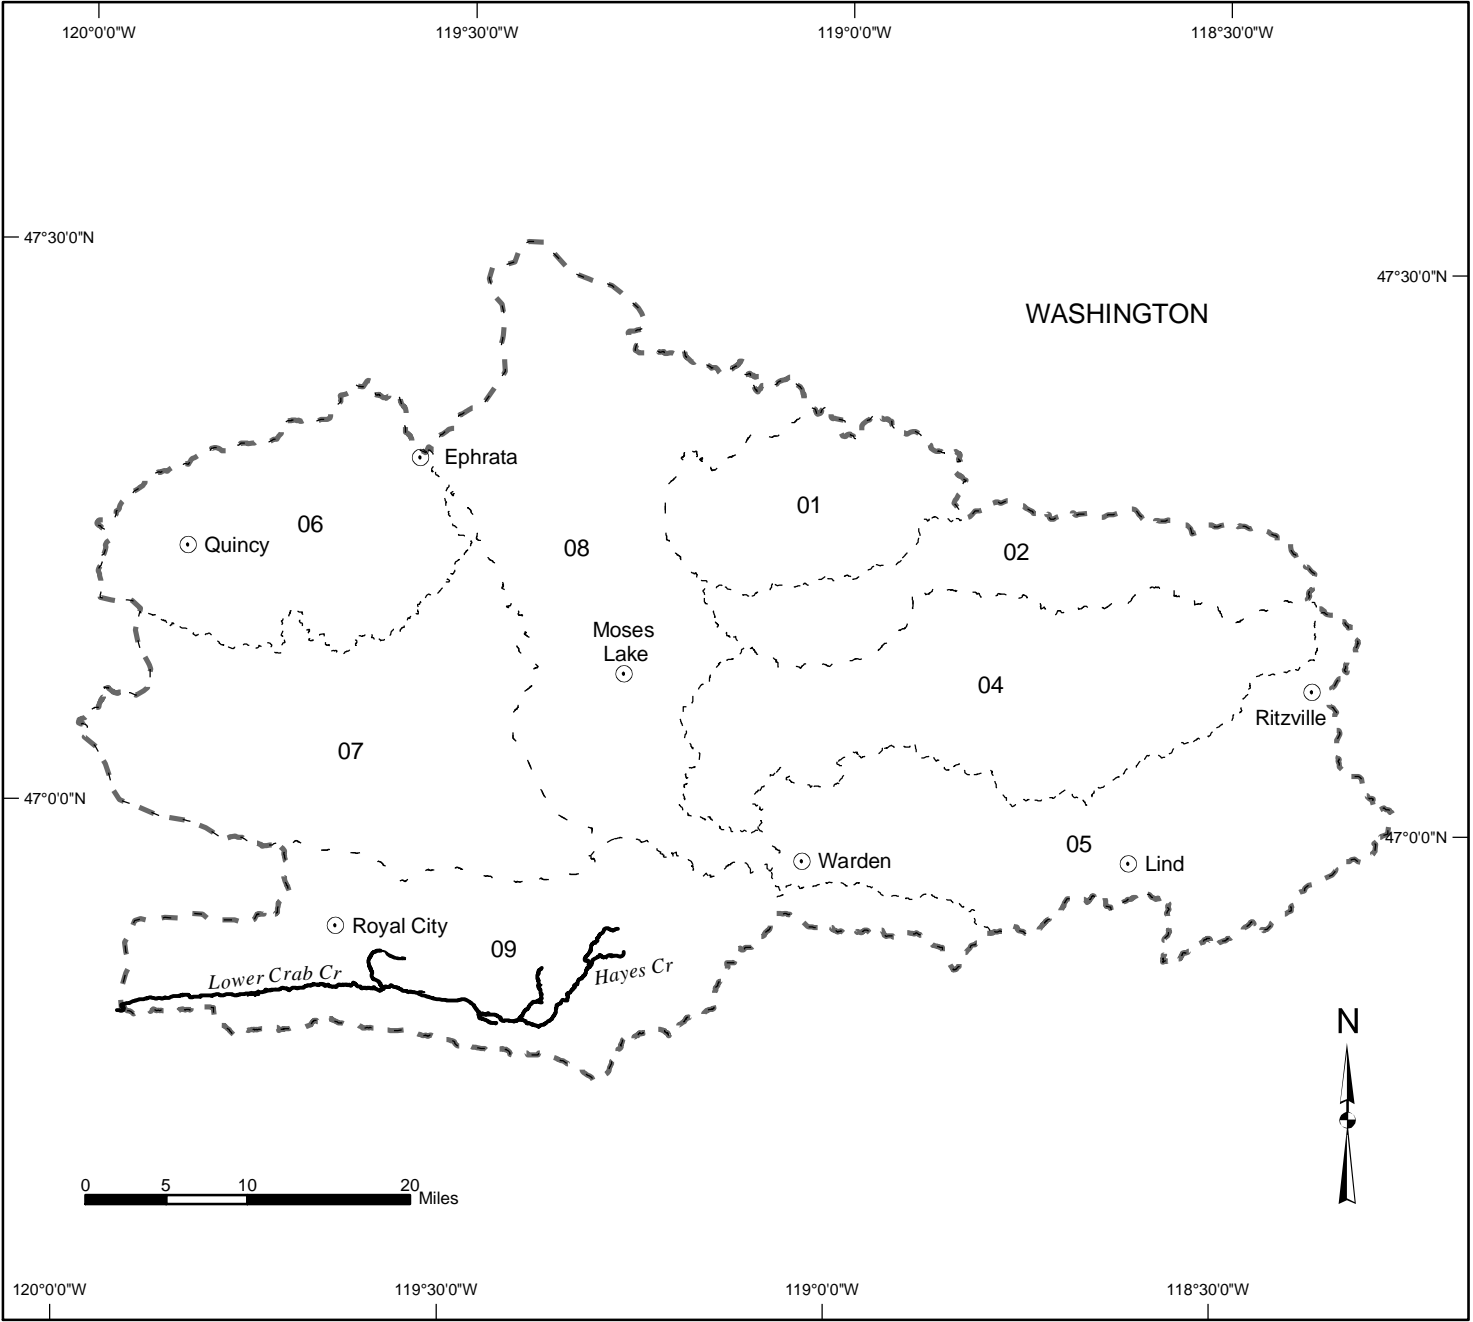 120°0'0"W 119°30'0"W 119°0'0"W 118°30'0"W
47°30'0"N
47°30'0"N
WASHINGTON
Ephrata
01
06
Quincy
08
02
Moses
Lake
04
Ritzville
07
47°0'0"N
47°0'0"N
05
Warden
Lind
Royal City
09
Lower Crab Cr
Hayes Cr
N
0 5 10 20
Miles
120°0'0"W 119°30'0"W 119°0'0"W 118°30'0"W